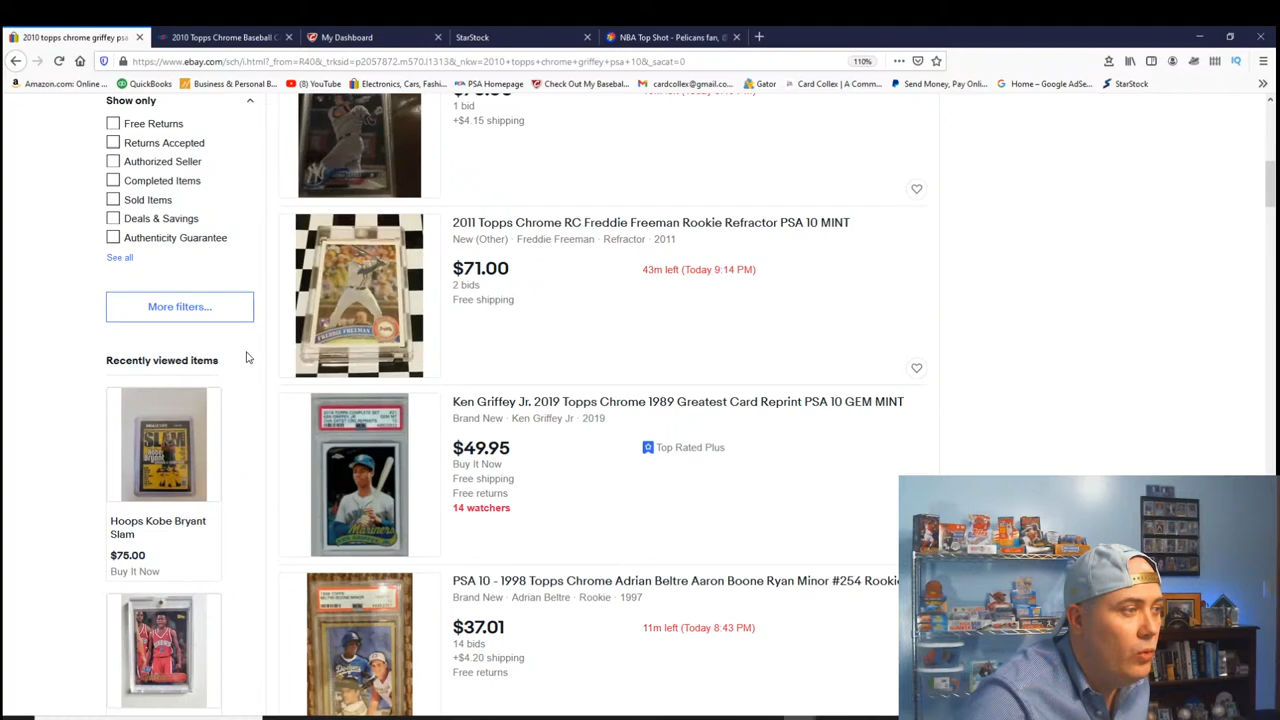 2010 topps chrome griffey psa
2010 Topps Chrome Baseball C
My Dashboard
StarStock
NBA Top Shot - Pelicans fan,
https://www.ebay.com/sch/i.html?_from=R40&_trksid=p2057872.m570.l1313&_nkw=2010+topps+chrome+griffey+psa+10&_sacat=0
110%
Amazon.com: Online ...
QuickBooks
Business & Personal B...
(8) YouTube
Electronics, Cars, Fashi...
PSA Homepage
Check Out My Baseball...
cardcollex@gmail.co...
Gator
Card Collex | A Comm...
Send Money, Pay Onli...
Home – Google AdSe...
StarStock
Show only
Free Returns
Returns Accepted
Authorized Seller
Completed Items
Sold Items
Deals & Savings
Authenticity Guarantee
See all
More filters...
Recently viewed items
Hoops Kobe Bryant
Slam
$75.00
Buy It Now
1 bid
+$4.15 shipping
2011 Topps Chrome RC Freddie Freeman Rookie Refractor PSA 10 MINT
New (Other) · Freddie Freeman · Refractor · 2011
$71.00
43m left (Today 9:14 PM)
2 bids
Free shipping
FREDDIE FREEMAN
Ken Griffey Jr. 2019 Topps Chrome 1989 Greatest Card Reprint PSA 10 GEM MINT
Brand New · Ken Griffey Jr · 2019
$49.95
Top Rated Plus
Buy It Now
Free shipping
Free returns
14 watchers
Mariners
PSA 10 - 1998 Topps Chrome Adrian Beltre Aaron Boone Ryan Minor #254 Rookie
Brand New · Adrian Beltre · Rookie · 1997
$37.01
11m left (Today 8:43 PM)
14 bids
+$4.20 shipping
Free returns
SLAM